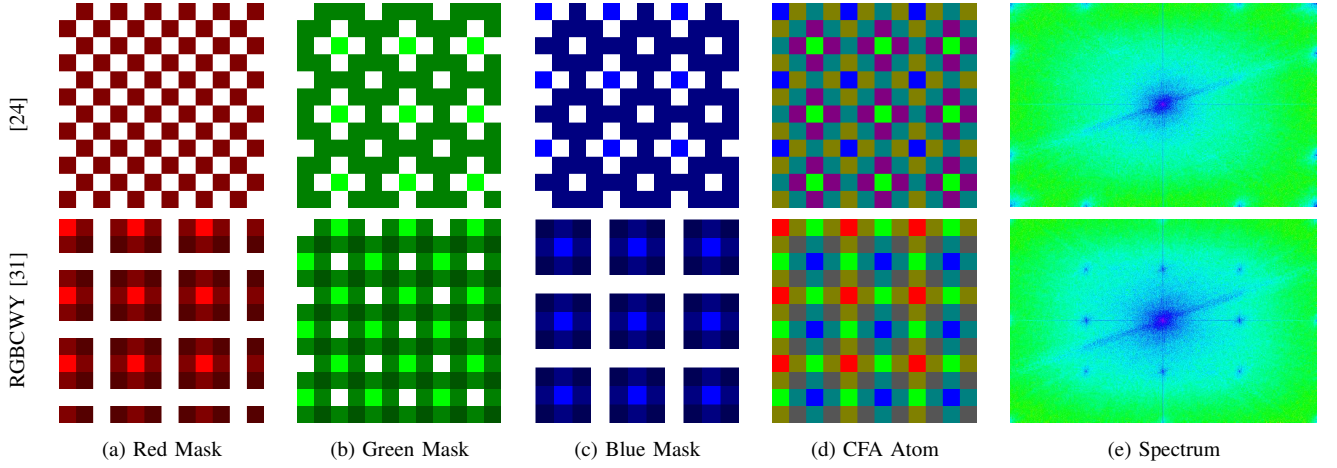 [24]
RGBCWY [31]
(a) Red Mask
(b) Green Mask
(c) Blue Mask
(d) CFA Atom
(e) Spectrum